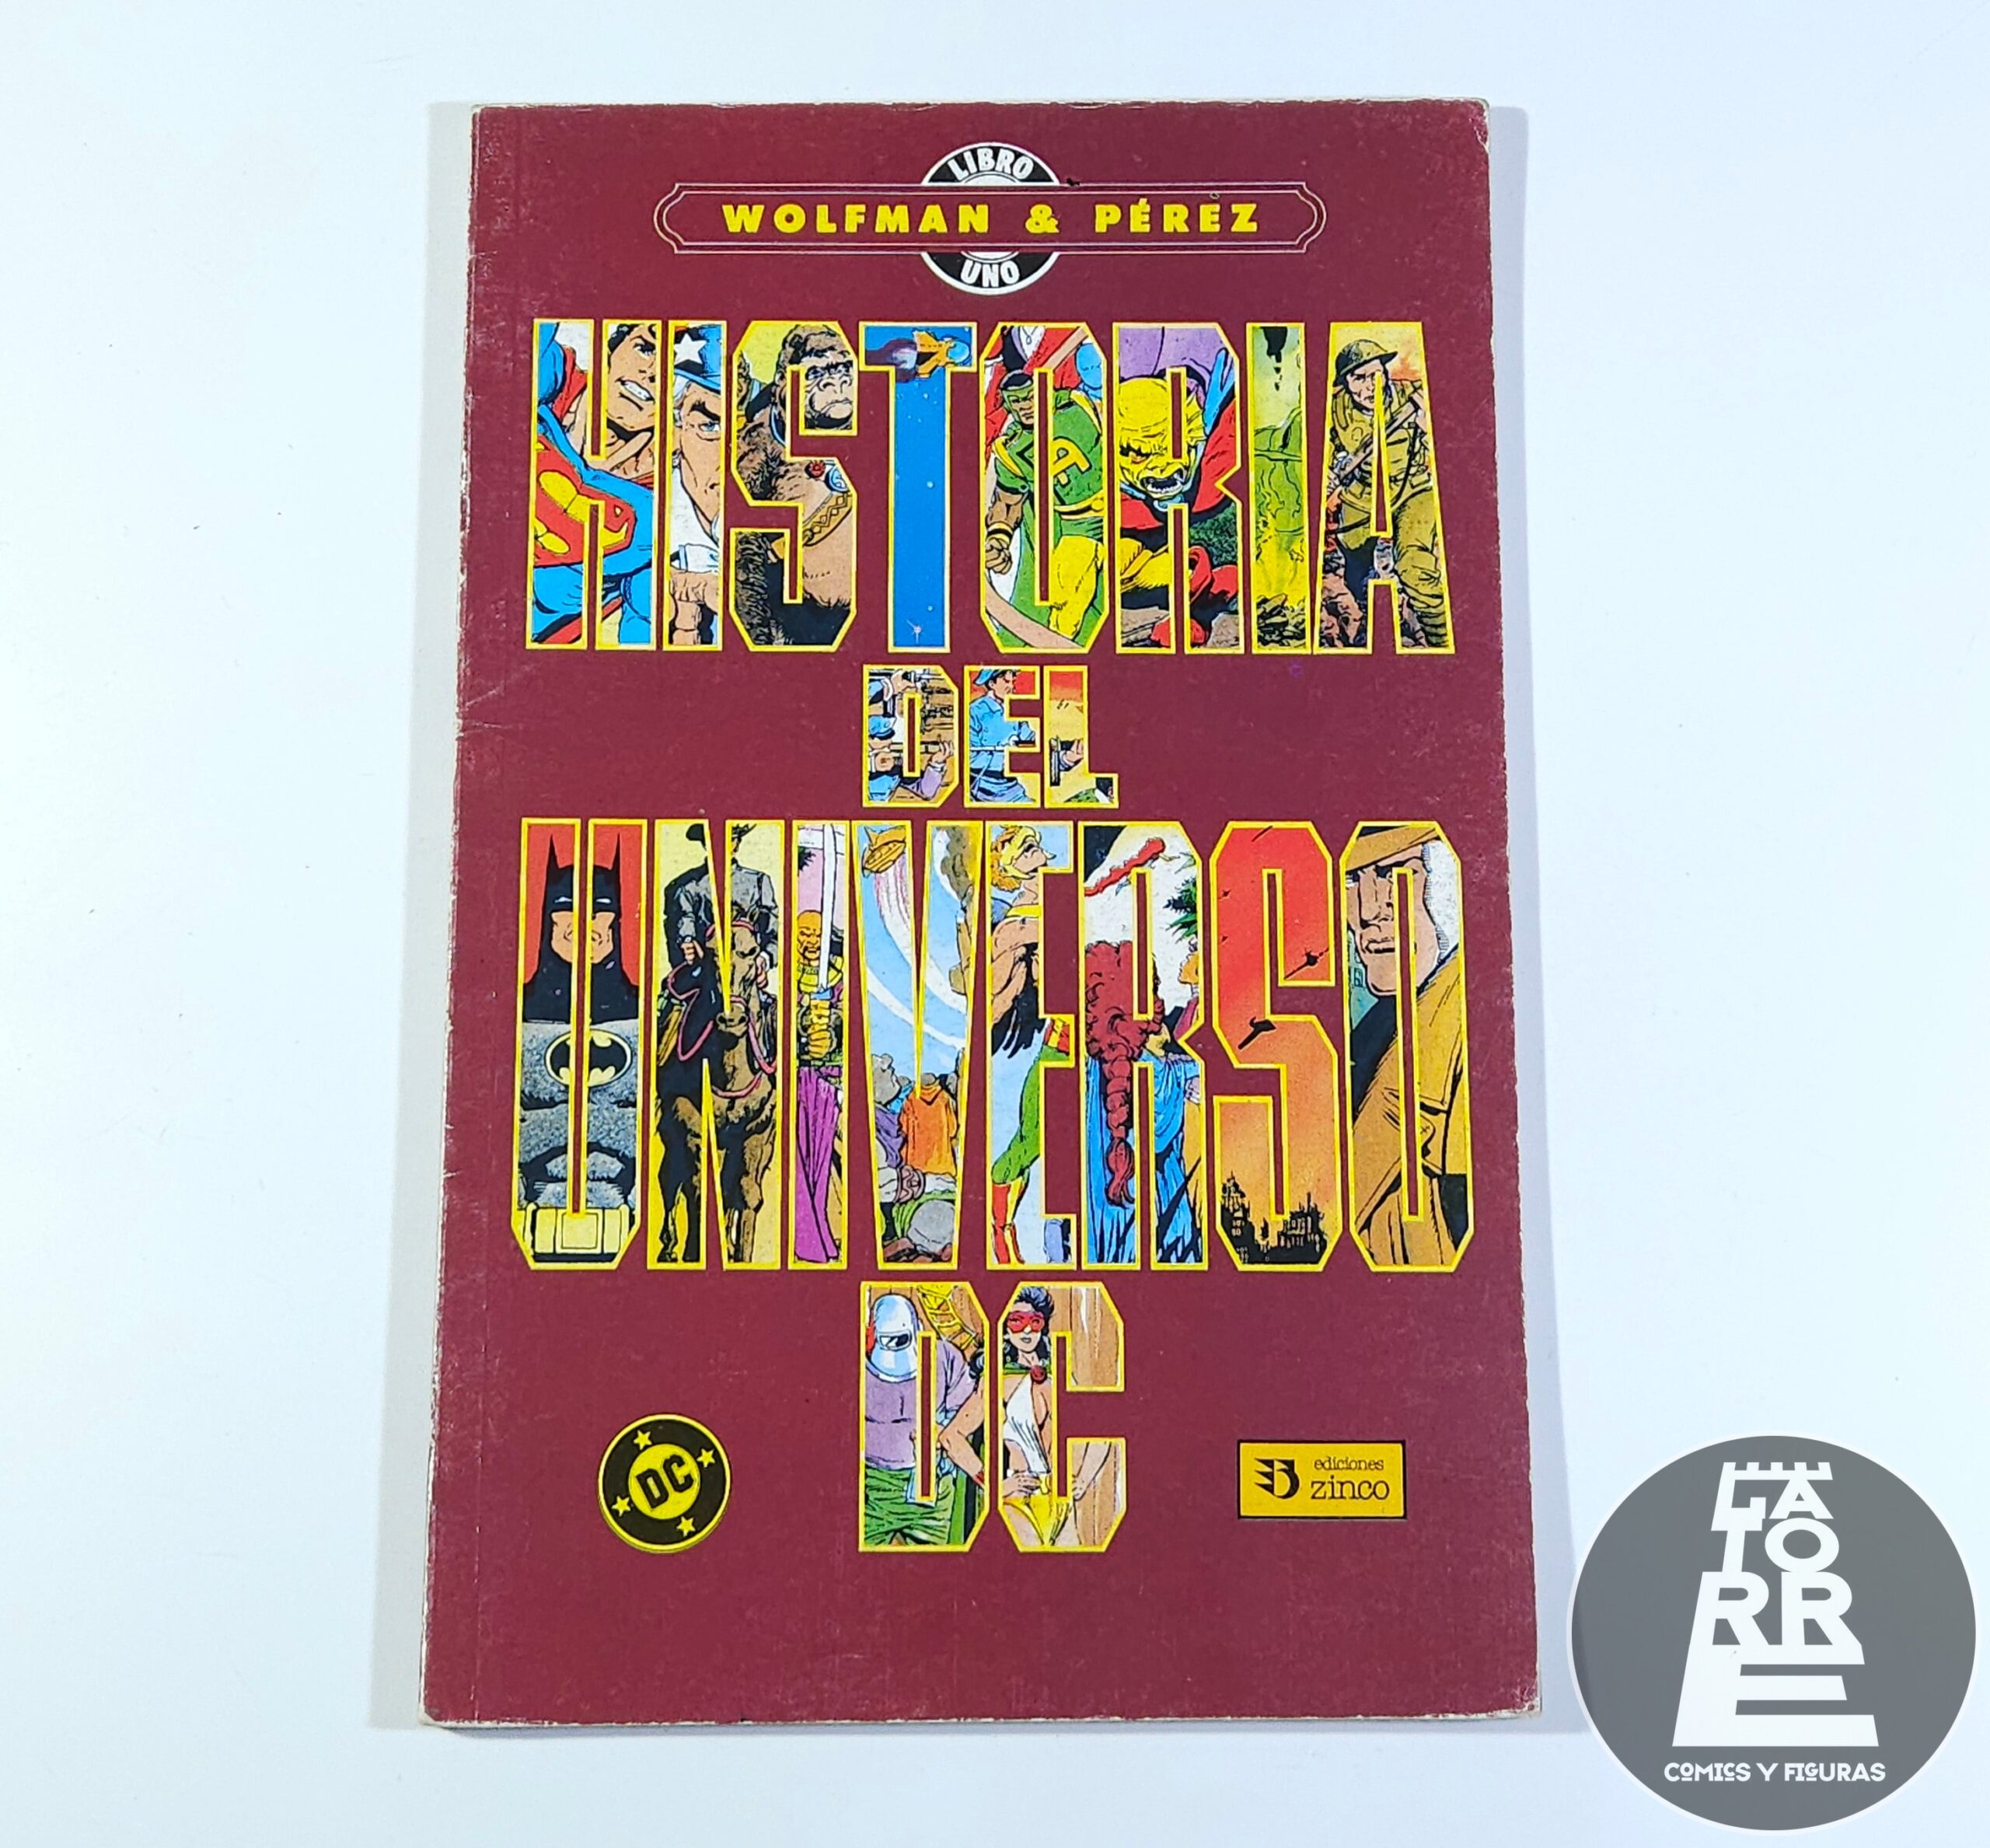 LIBRO
WOLFMAN & PÉREZ
UNO
HISTORIA
DEL
UNIVERSO
DC
DC
ediciones
zinco
LA
TO
RR
E
COMICS Y FIGURAS